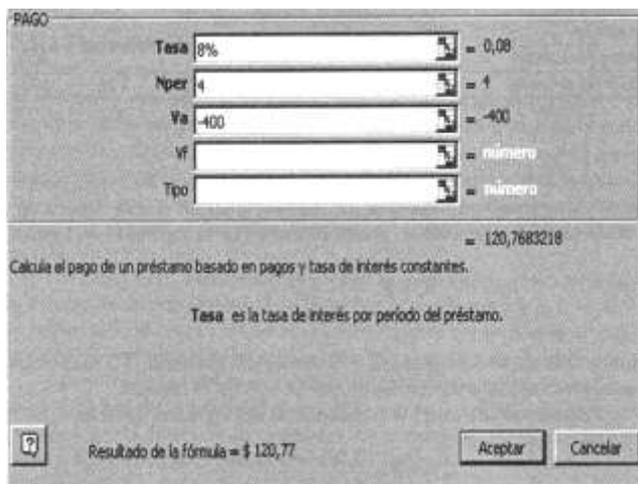 PAGO
Tasa 8% = 0,08
Nper 4 = 4
Va -400 = -400
Vf = número
Tipo = número
= 120,7683218
Calcula el pago de un préstamo basado en pagos y tasa de interés constantes.
Tasa es la tasa de interés por período del préstamo.
? Resultado de la fórmula = $ 120,77 Aceptar Cancelar